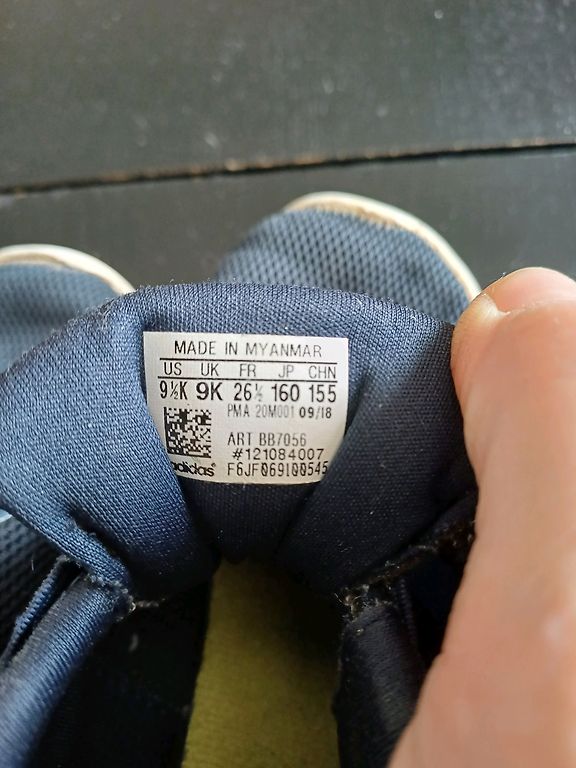 MADE IN MYANMAR
US UK FR JP CHN
9½K 9K 26½ 160 155
PMA 20M001 09/18
ART BB7056
#121084007
adidas® F6JF069I00545